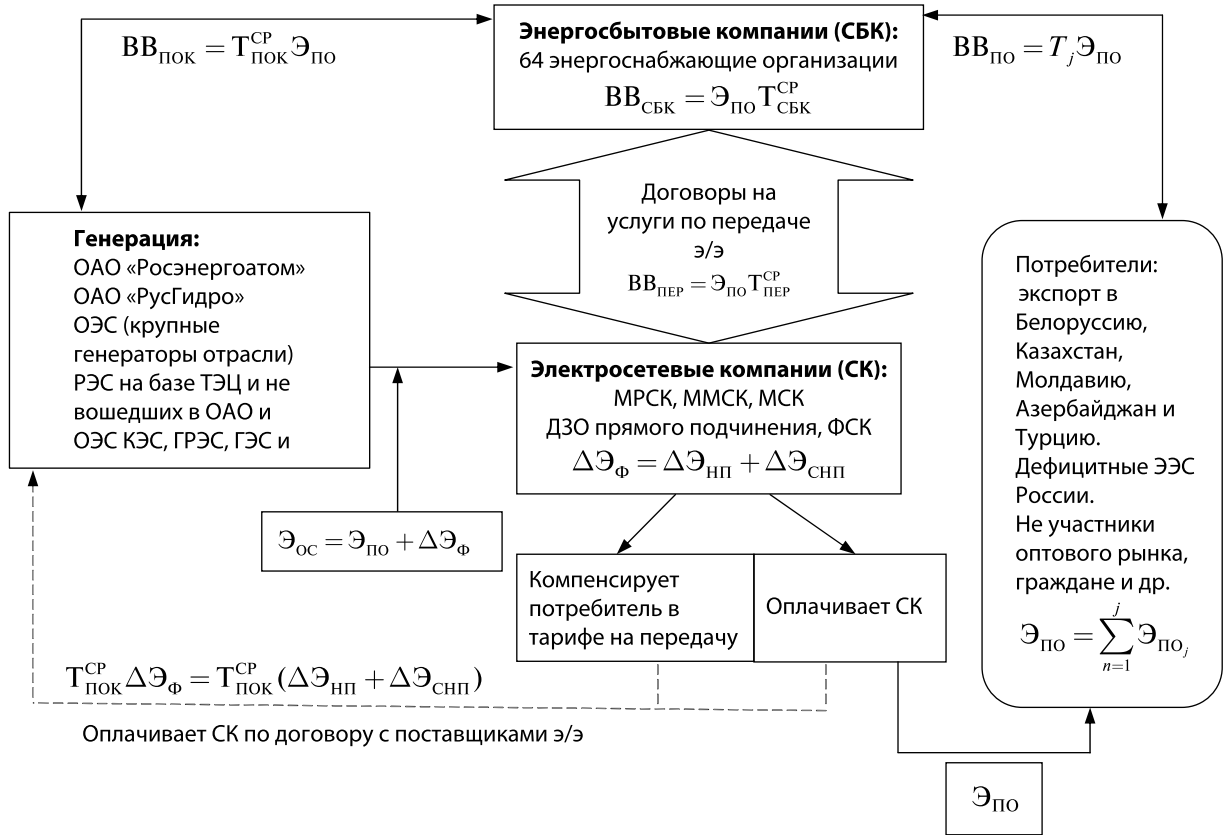 Энергосбытовые компании (СБК):
64 энергоснабжающие организации
ВВ_СБК = Э_ПО Т^СР_СБК
ВВ_ПОК = Т^СР_ПОК Э_ПО
ВВ_ПО = T_j Э_ПО
Договоры на
услуги по передаче
э/э
ВВ_ПЕР = Э_ПО Т^СР_ПЕР
Генерация:
ОАО «Росэнергоатом»
ОАО «РусГидро»
ОЭС (крупные
генераторы отрасли)
РЭС на базе ТЭЦ и не
вошедших в ОАО и
ОЭС КЭС, ГРЭС, ГЭС и
Электросетевые компании (СК):
МРСК, ММСК, МСК
ДЗО прямого подчинения, ФСК
ΔЭ_Ф = ΔЭ_НП + ΔЭ_СНП
Потребители:
экспорт в
Белоруссию,
Казахстан,
Молдавию,
Азербайджан и
Турцию.
Дефицитные ЭЭС
России.
Не участники
оптового рынка,
граждане и др.
Э_ПО = ∑_{n=1}^{j} Э_ПО_j
Э_ОС = Э_ПО + ΔЭ_Ф
Компенсирует
потребитель в
тарифе на передачу
Оплачивает СК
Т^СР_ПОК ΔЭ_Ф = Т^СР_ПОК (ΔЭ_НП + ΔЭ_СНП)
Оплачивает СК по договору с поставщиками э/э
Э_ПО